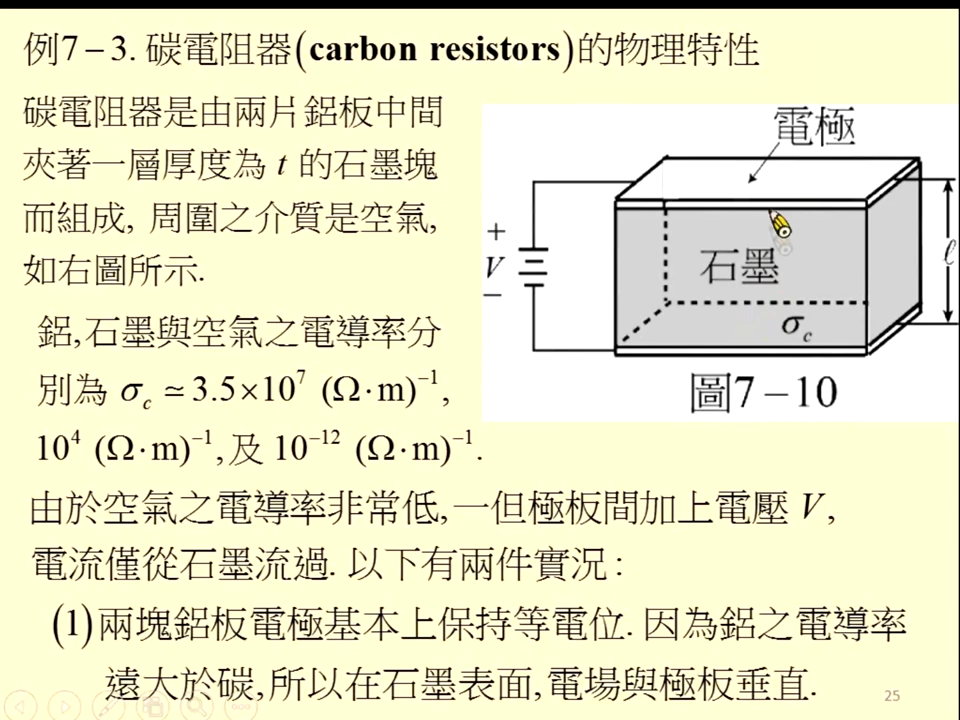 例7－3. 碳電阻器(carbon resistors)的物理特性
碳電阻器是由兩片鋁板中間
夾著一層厚度為 t 的石墨塊
而組成, 周圍之介質是空氣,
如右圖所示.
鋁,石墨與空氣之電導率分
別為 σc ≃ 3.5×10⁷ (Ω·m)⁻¹,
10⁴ (Ω·m)⁻¹, 及 10⁻¹² (Ω·m)⁻¹.
電極
+
V
−
石墨
σc
ℓ
圖7－10
由於空氣之電導率非常低, 一但極板間加上電壓 V,
電流僅從石墨流過. 以下有兩件實況:
(1) 兩塊鋁板電極基本上保持等電位. 因為鋁之電導率
遠大於碳, 所以在石墨表面, 電場與極板垂直.
25